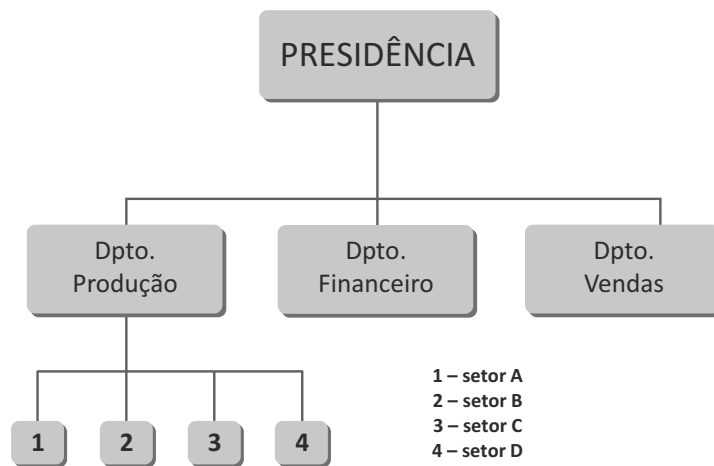 PRESIDÊNCIA
Dpto.
Produção
Dpto.
Financeiro
Dpto.
Vendas
1 – setor A
2 – setor B
3 – setor C
4 – setor D
1
2
3
4